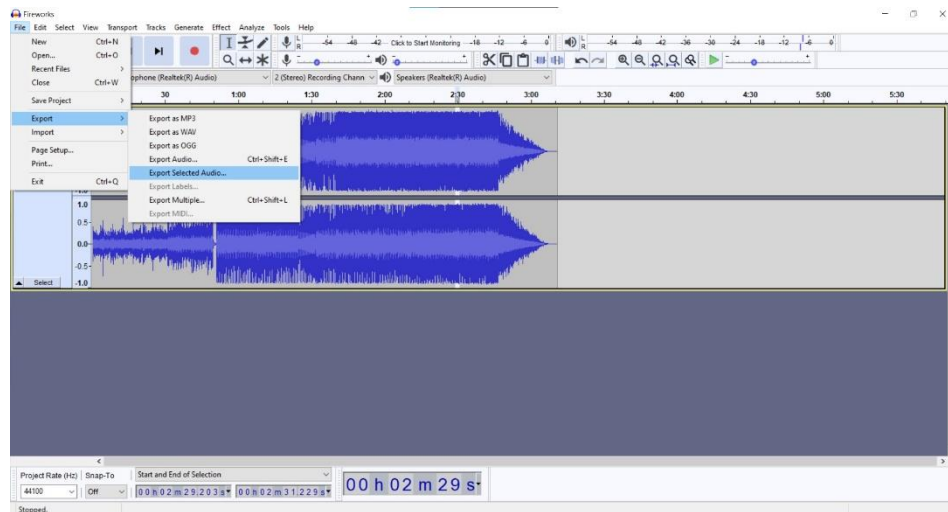 Fireworks
File Edit Select View Transport Tracks Generate Effect Analyze Tools Help
New Ctrl+N
Open... Ctrl+O
Recent Files >
Close Ctrl+W
Save Project >
Export >
Import >
Page Setup...
Print...
Exit Ctrl+Q
L
R
-54 -48 -42 Click to Start Monitoring -18 -12 -6 0
L
R
-54 -48 -42 -36 -30 -24 -18 -12 -6 0
ophone (Realtek(R) Audio)
2 (Stereo) Recording Chann
Speakers (Realtek(R) Audio)
30 1:00 1:30 2:00 2:30 3:00 3:30 4:00 4:30 5:00 5:30
Export as MP3
Export as WAV
Export as OGG
Export Audio... Ctrl+Shift+E
Export Selected Audio...
Export Labels...
Export Multiple... Ctrl+Shift+L
Export MIDI...
-1.0
1.0
0.5-
0.0-
-0.5-
-1.0
Select
Project Rate (Hz) Snap-To Start and End of Selection
44100 Off 00 h 02 m 29.203 s 00 h 02 m 31.229 s
00 h 02 m 29 s
Stopped.